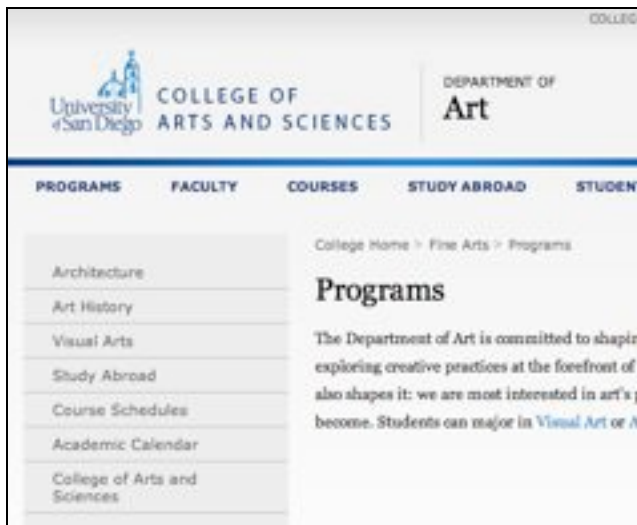 COLLEG
University
of San Diego
COLLEGE OF
ARTS AND SCIENCES
DEPARTMENT OF
Art
PROGRAMS FACULTY COURSES STUDY ABROAD STUDEN
College Home > Fine Arts > Programs
Architecture
Art History
Visual Arts
Study Abroad
Course Schedules
Academic Calendar
College of Arts and
Sciences
Programs
The Department of Art is committed to shapin
exploring creative practices at the forefront of
also shapes it: we are most interested in art's p
become. Students can major in Visual Art or A